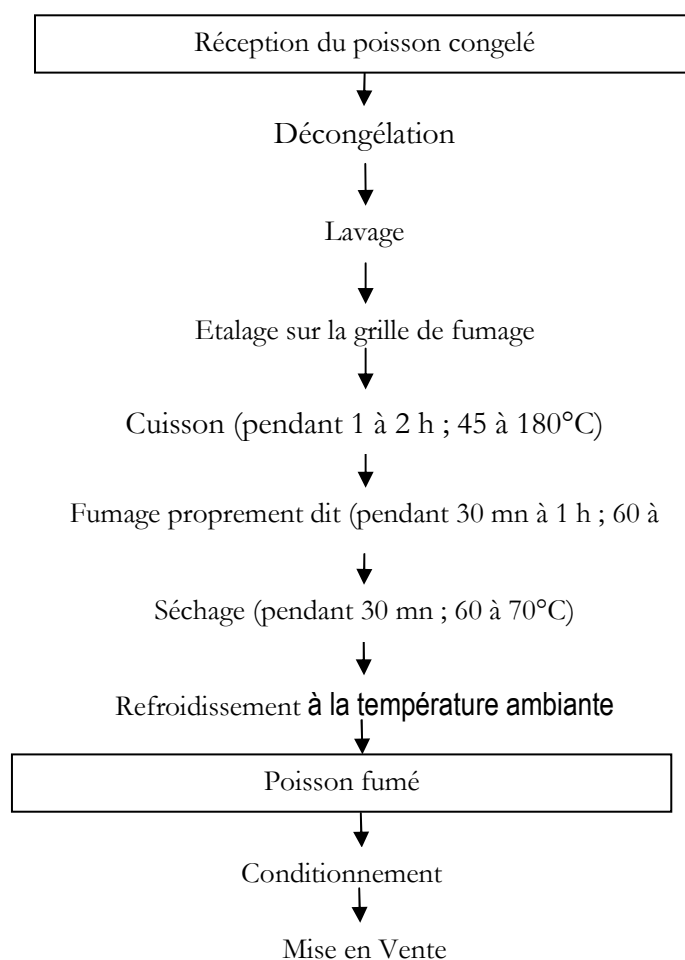 Réception du poisson congelé
Décongélation
Lavage
Etalage sur la grille de fumage
Cuisson (pendant 1 à 2 h ; 45 à 180°C)
Fumage proprement dit (pendant 30 mn à 1 h ; 60 à
Séchage (pendant 30 mn ; 60 à 70°C)
Refroidissement à la température ambiante
Poisson fumé
Conditionnement
Mise en Vente